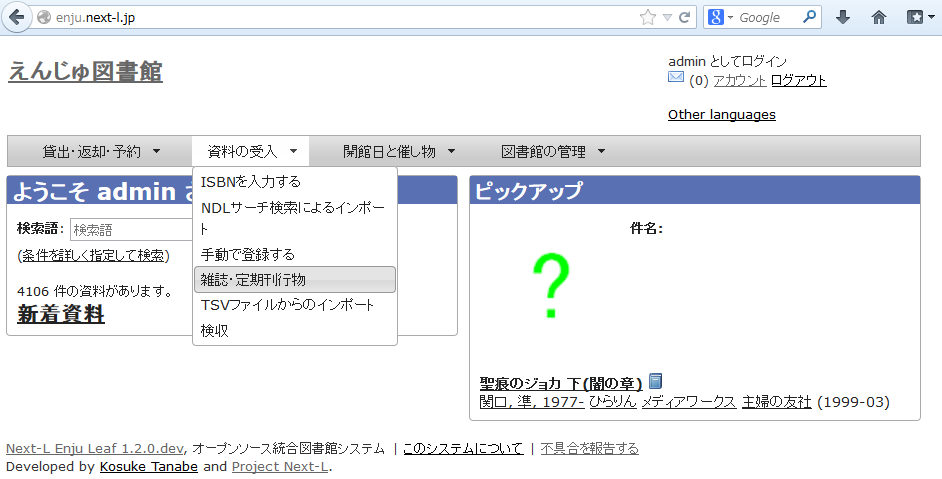 enju.next-l.jp
Google
えんじゅ図書館
admin としてログイン
(0) アカウント ログアウト
Other languages
貸出・返却・予約 ▼ 資料の受入 ▼ 開館日と催し物 ▼ 図書館の管理 ▼
ISBNを入力する
NDLサーチ検索によるインポー
ト
手動で登録する
雑誌・定期刊行物
TSVファイルからのインポート
検収
ようこそ admin さ
検索語: 検索語
(条件を詳しく指定して検索)
4106 件の資料があります。
新着資料
ピックアップ
件名:
?
聖痕のジョカ 下(闇の章)
関口, 準, 1977- ひらりん メディアワークス 主婦の友社 (1999-03)
Next-L Enju Leaf 1.2.0.dev, オープンソース統合図書館システム | このシステムについて | 不具合を報告する
Developed by Kosuke Tanabe and Project Next-L.